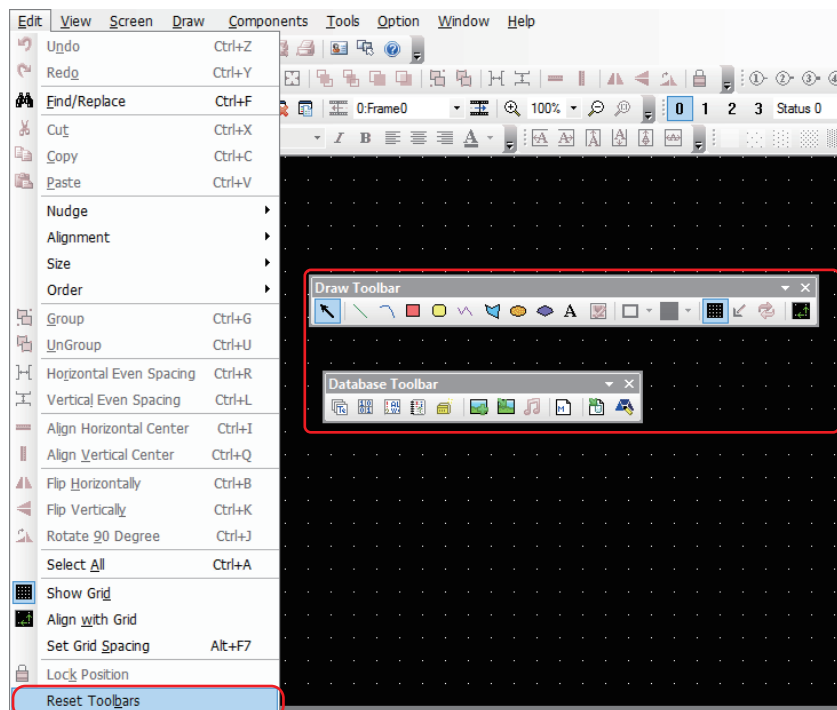 Edit View Screen Draw Components Tools Option Window Help
Undo Ctrl+Z
Redo Ctrl+Y
Find/Replace Ctrl+F
Cut Ctrl+X
Copy Ctrl+C
Paste Ctrl+V
Nudge
Alignment
Size
Order
Group Ctrl+G
UnGroup Ctrl+U
Horizontal Even Spacing Ctrl+R
Vertical Even Spacing Ctrl+L
Align Horizontal Center Ctrl+I
Align Vertical Center Ctrl+Q
Flip Horizontally Ctrl+B
Flip Vertically Ctrl+K
Rotate 90 Degree Ctrl+J
Select All Ctrl+A
Show Grid
Align with Grid
Set Grid Spacing Alt+F7
Lock Position
Reset Toolbars
① ② ③
0:Frame0 100% 0 1 2 3 Status 0
I B A
Draw Toolbar
A
Database Toolbar